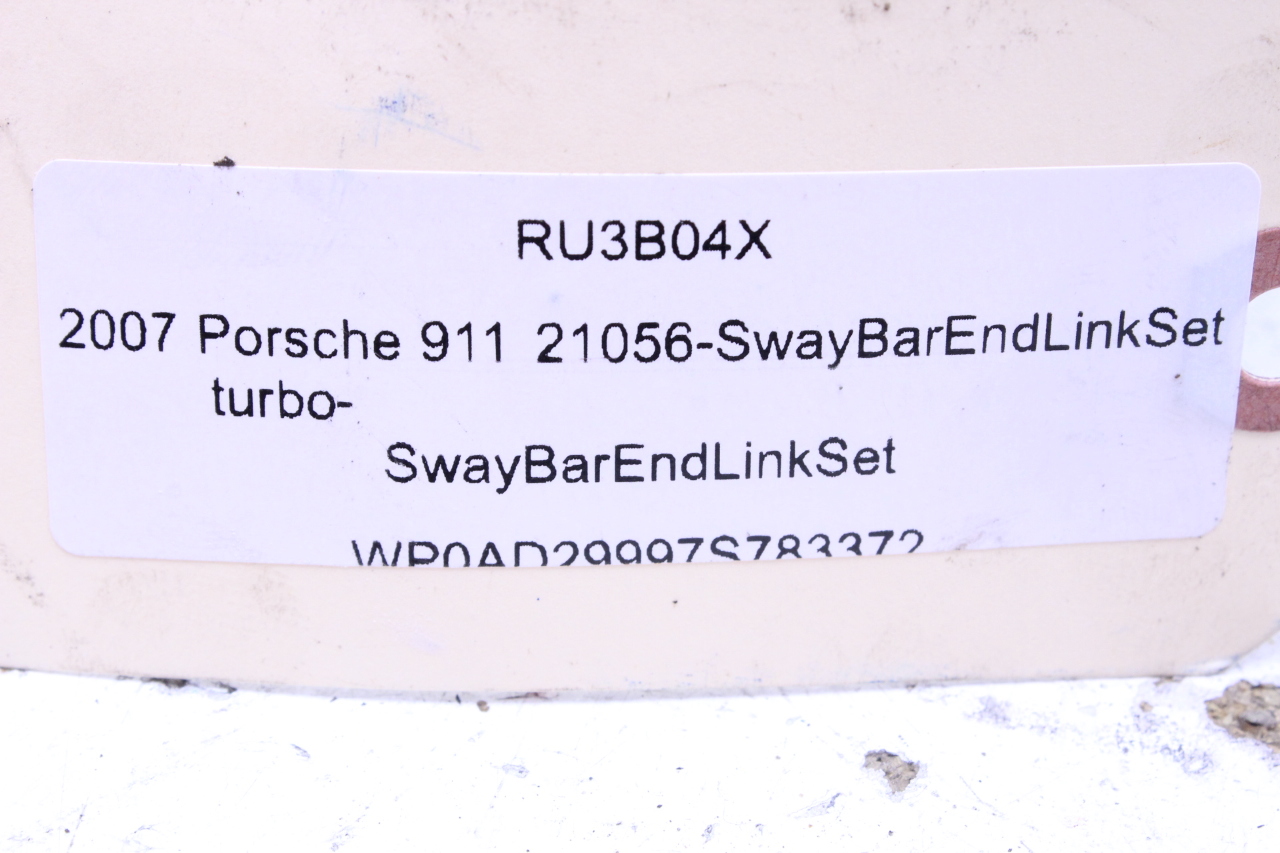 RU3B04X
2007 Porsche 911 21056-SwayBarEndLinkSet
turbo-
SwayBarEndLinkSet
WP0AD29997S783372